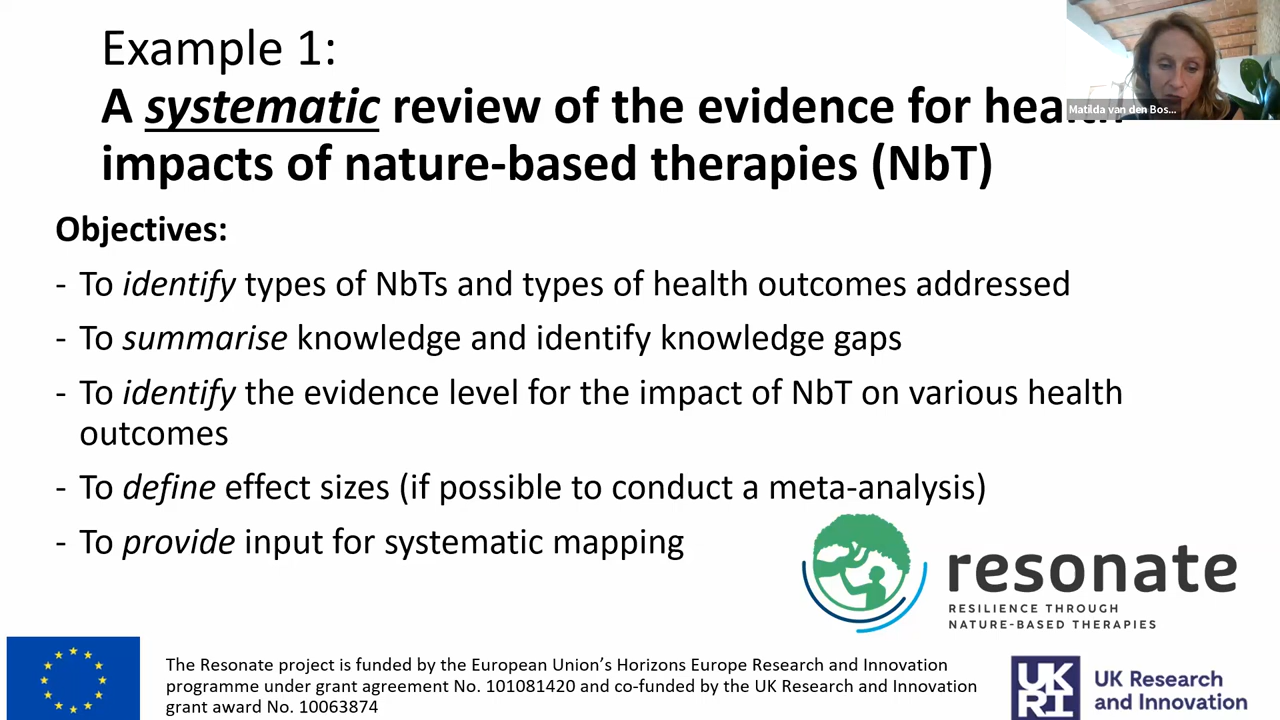 Example 1:
A systematic review of the evidence for health
impacts of nature-based therapies (NbT)
Matilda van den Bos...
Objectives:
- To identify types of NbTs and types of health outcomes addressed
- To summarise knowledge and identify knowledge gaps
- To identify the evidence level for the impact of NbT on various health
outcomes
- To define effect sizes (if possible to conduct a meta-analysis)
- To provide input for systematic mapping
resonate
RESILIENCE THROUGH
NATURE-BASED THERAPIES
The Resonate project is funded by the European Union’s Horizons Europe Research and Innovation
programme under grant agreement No. 101081420 and co-funded by the UK Research and Innovation
grant award No. 10063874
UK
RI
UK Research
and Innovation